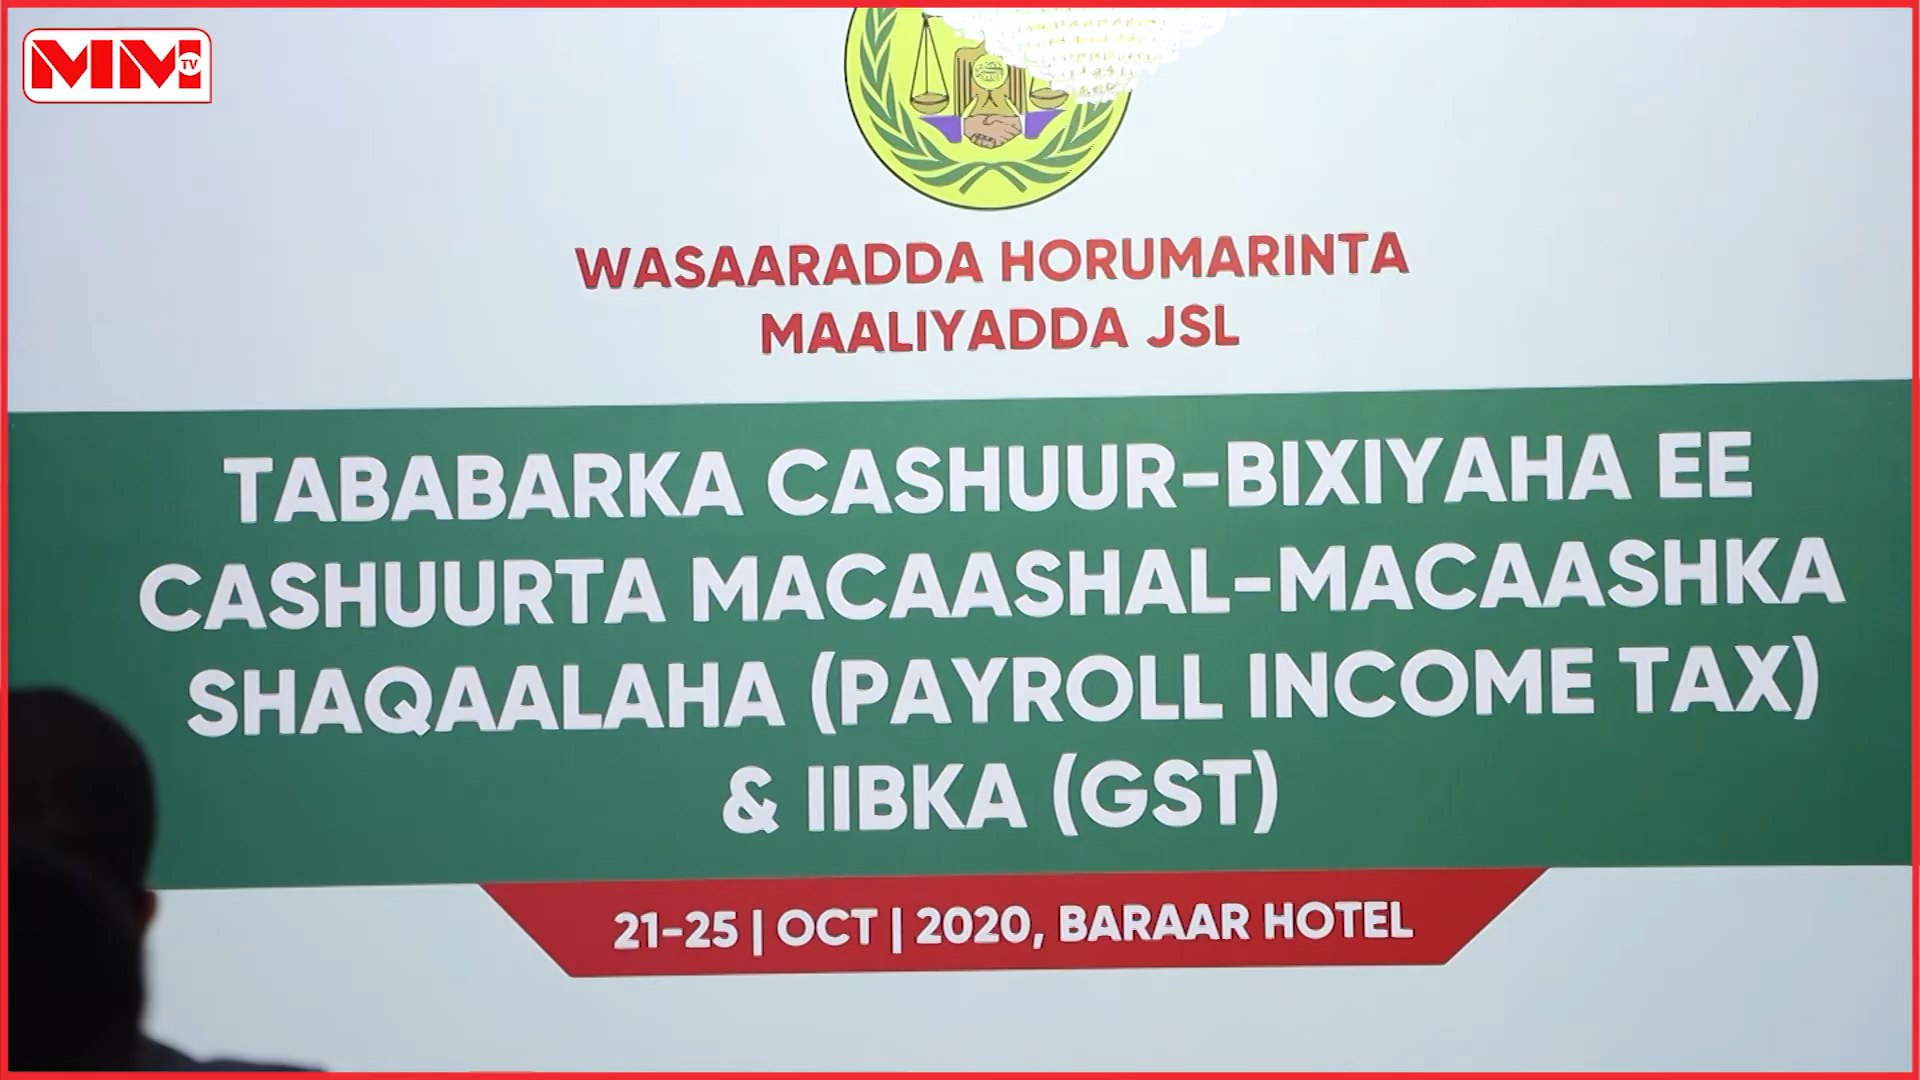 MM TV
WASAARADDA HORUMARINTA
MAALIYADDA JSL
TABABARKA CASHUUR-BIXIYAHA EE
CASHUURTA MACAASHAL-MACAASHKA
SHAQAALAHA (PAYROLL INCOME TAX)
& IIBKA (GST)
21-25 | OCT | 2020, BARAAR HOTEL